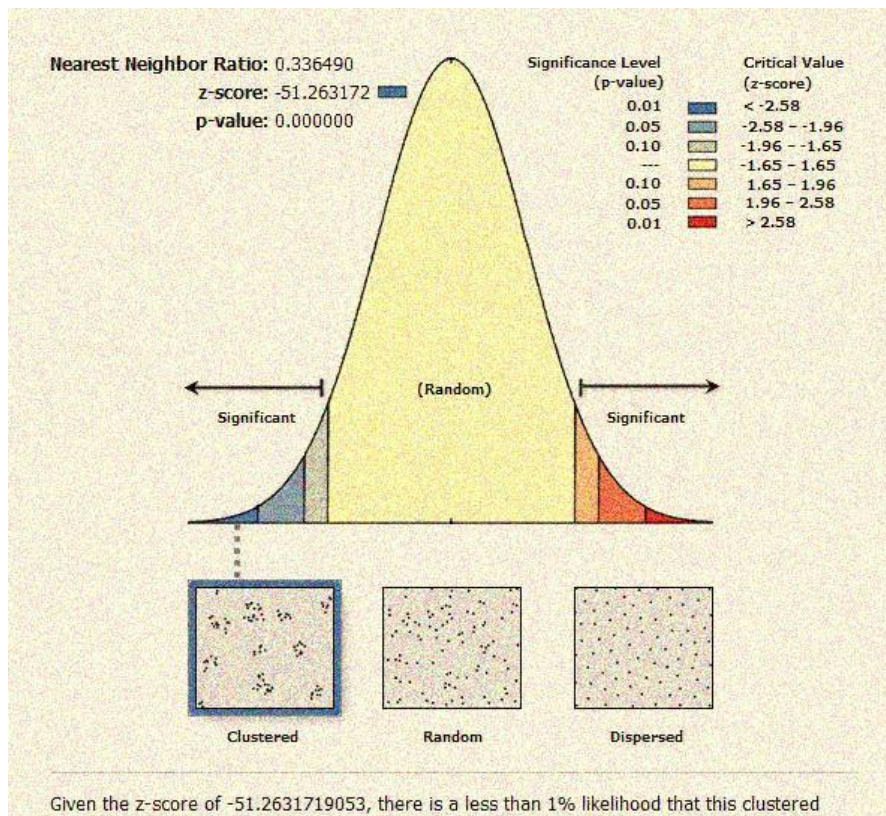 Nearest Neighbor Ratio: 0.336490
z-score: -51.263172
p-value: 0.000000
Significance Level Critical Value
(p-value) (z-score)
0.01 < -2.58
0.05 -2.58 – -1.96
0.10 -1.96 – -1.65
--- -1.65 – 1.65
0.10 1.65 – 1.96
0.05 1.96 – 2.58
0.01 > 2.58
(Random)
Significant Significant
Clustered Random Dispersed
Given the z-score of -51.2631719053, there is a less than 1% likelihood that this clustered